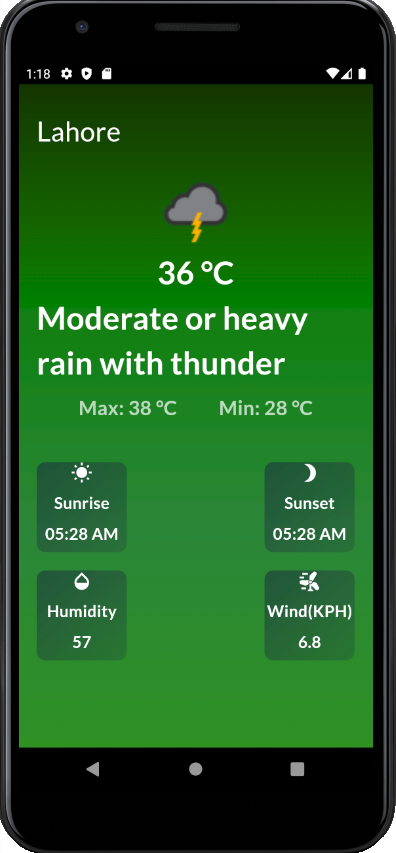 1:18
Lahore
36 °C
Moderate or heavy
rain with thunder
Max: 38 °C Min: 28 °C
Sunrise Sunset
05:28 AM 05:28 AM
Humidity Wind(KPH)
57 6.8